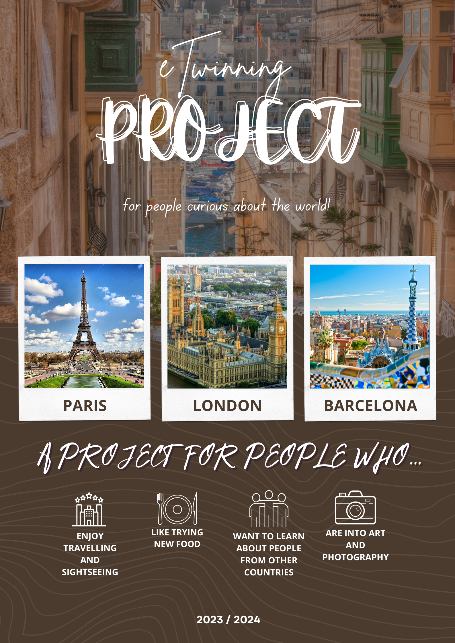 eTwinning
PROJECT
for people curious about the world!
PARIS
LONDON
BARCELONA
A PROJECT FOR PEOPLE WHO...
ENJOY
TRAVELLING
AND
SIGHTSEEING
LIKE TRYING
NEW FOOD
WANT TO LEARN
ABOUT PEOPLE
FROM OTHER
COUNTRIES
ARE INTO ART
AND
PHOTOGRAPHY
2023 / 2024